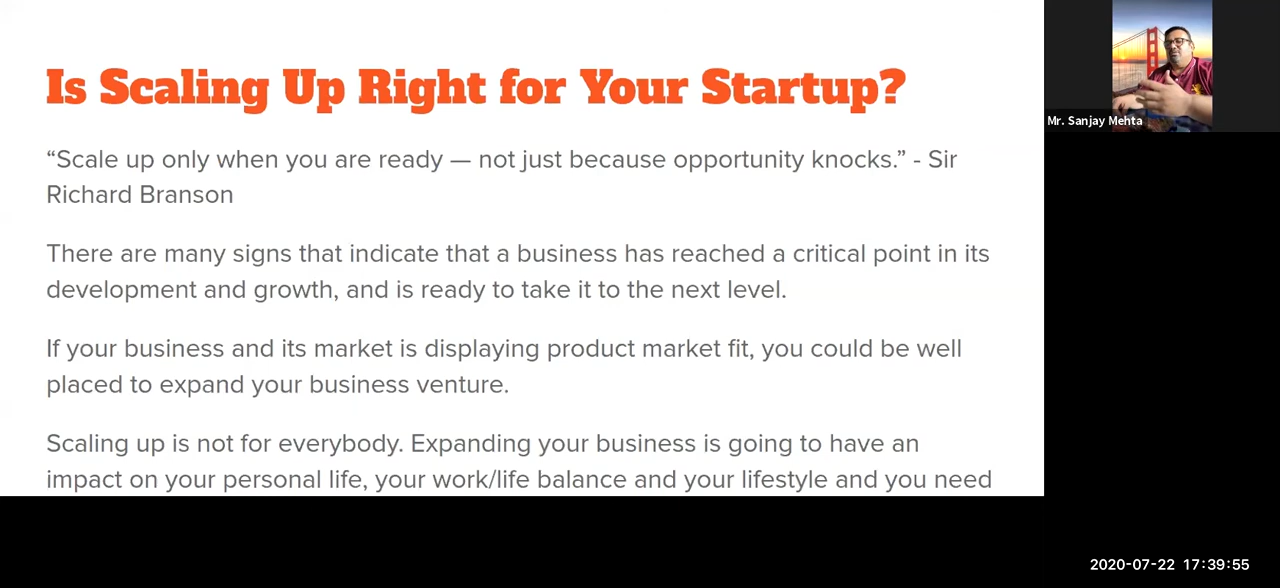 Is Scaling Up Right for Your Startup?
“Scale up only when you are ready — not just because opportunity knocks.” - Sir
Richard Branson
There are many signs that indicate that a business has reached a critical point in its
development and growth, and is ready to take it to the next level.
If your business and its market is displaying product market fit, you could be well
placed to expand your business venture.
Scaling up is not for everybody. Expanding your business is going to have an
impact on your personal life, your work/life balance and your lifestyle and you need
Mr. Sanjay Mehta
2020-07-22 17:39:55